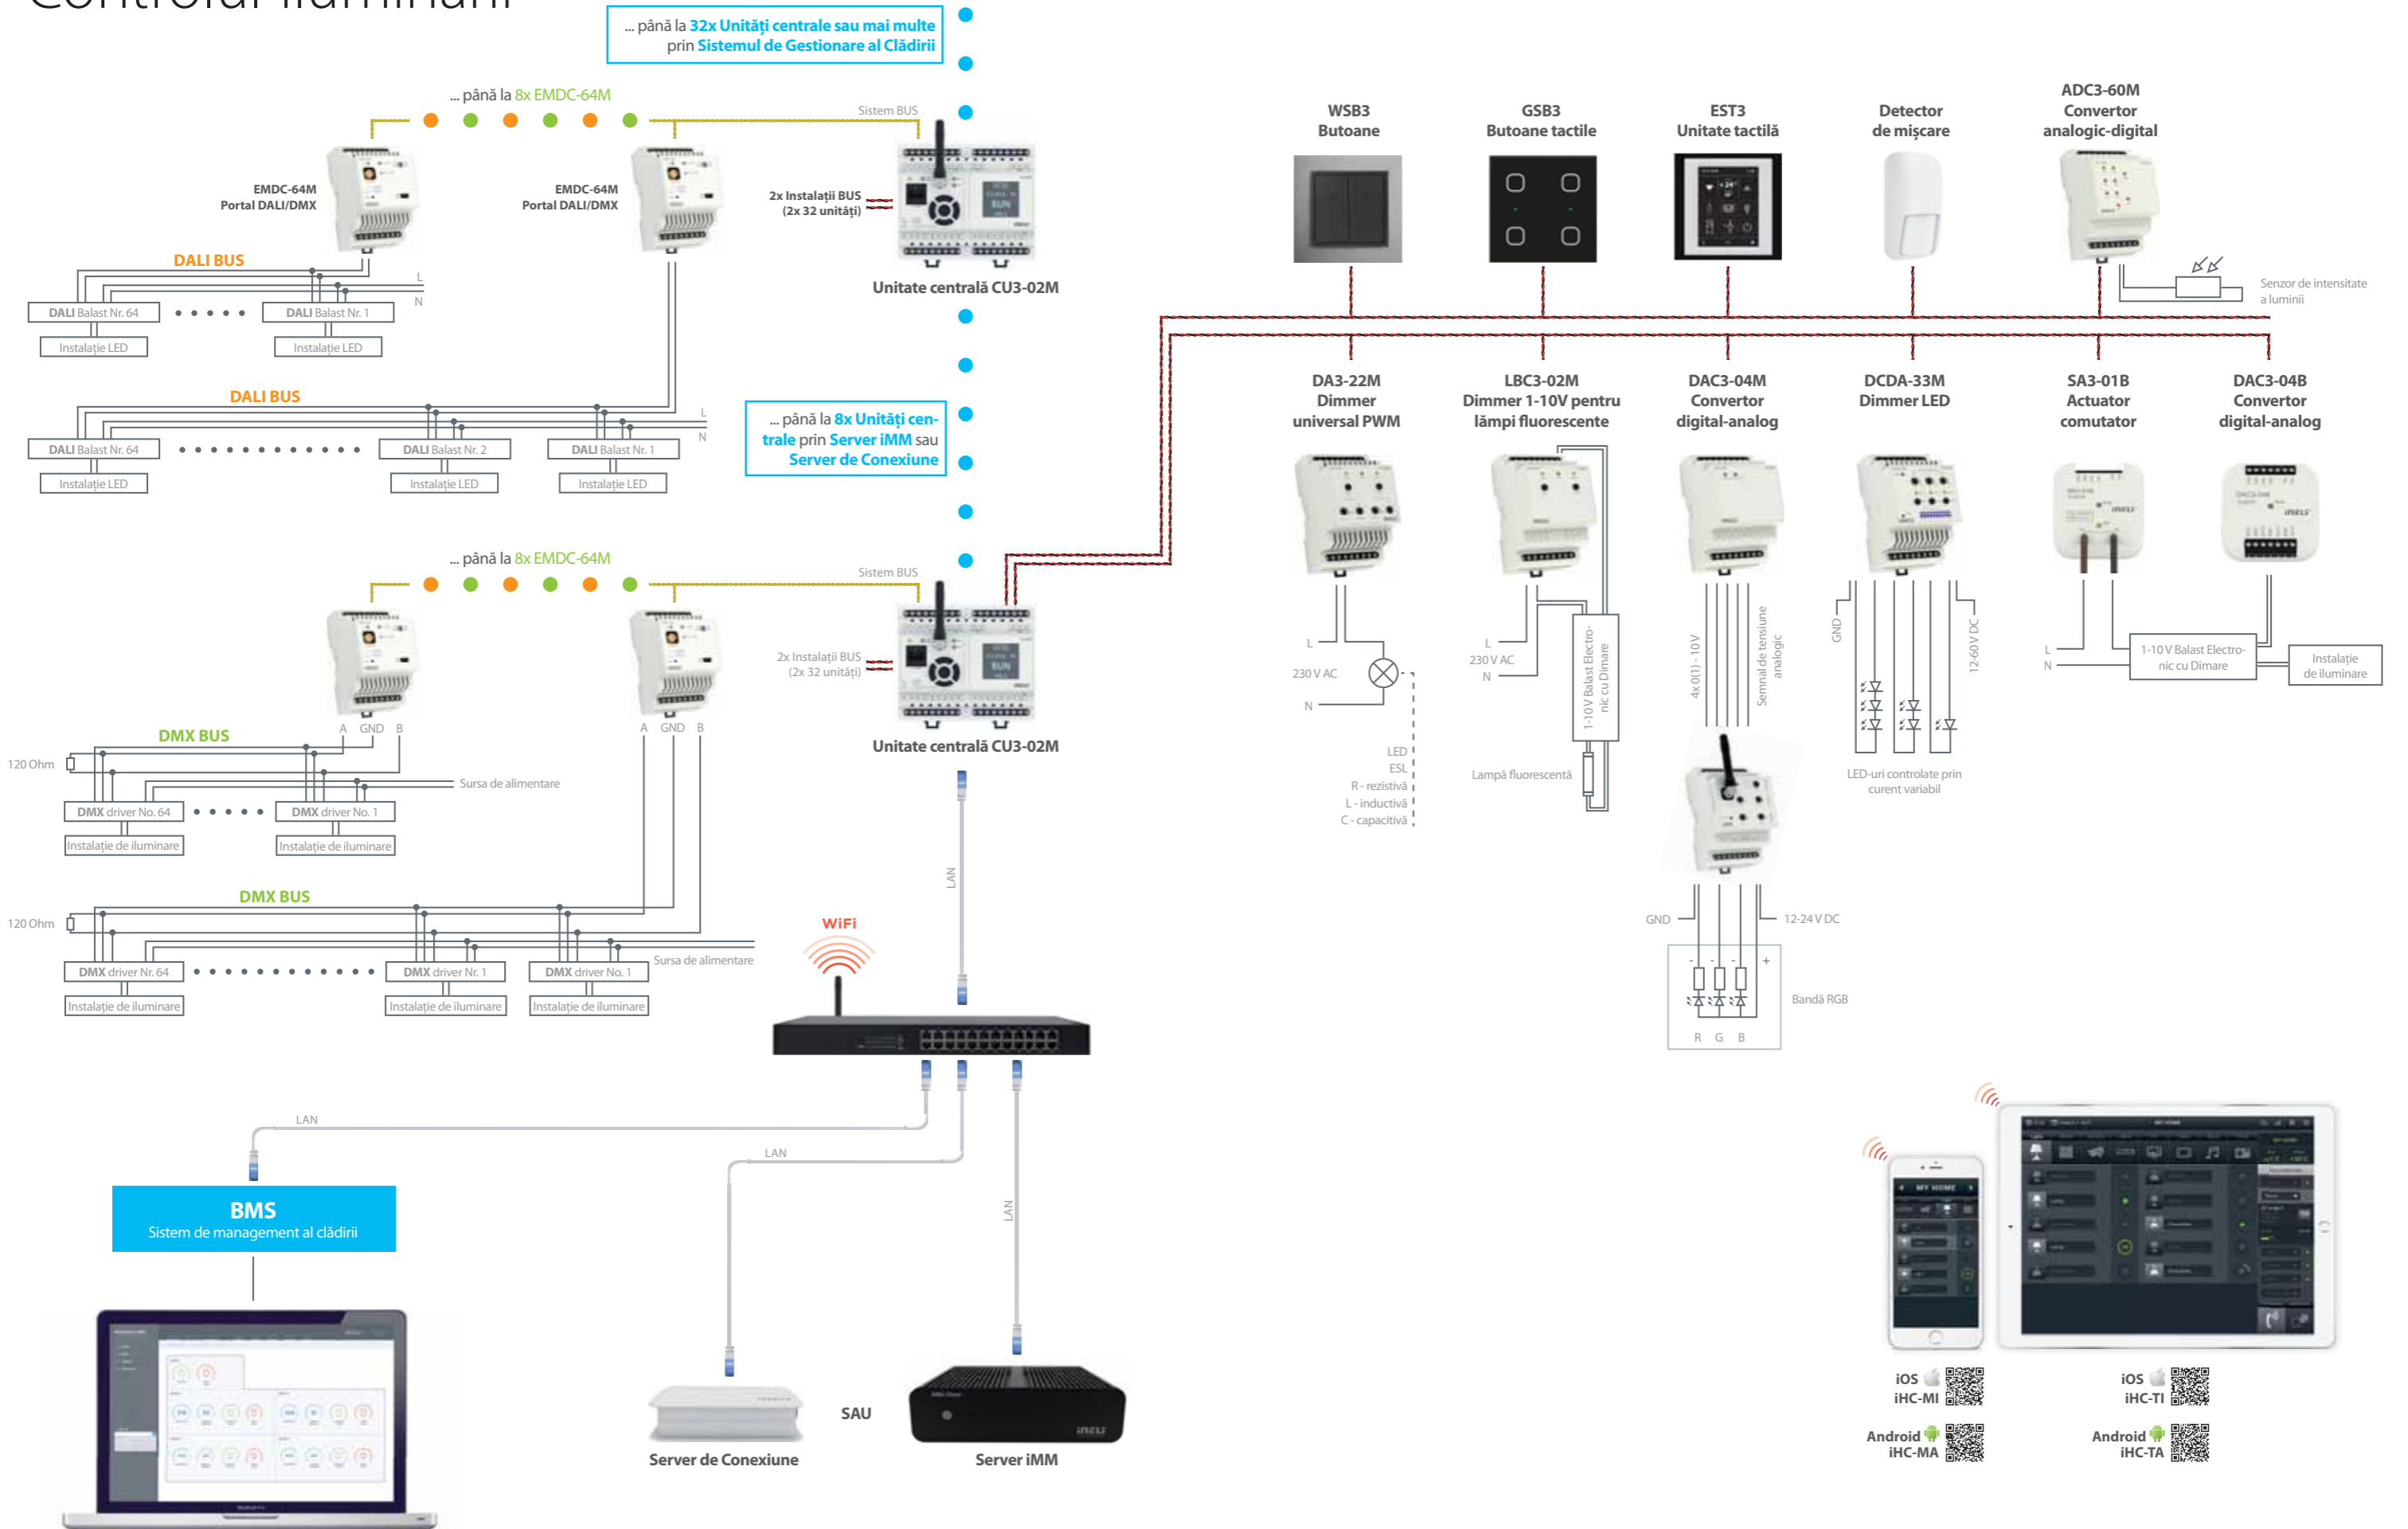 Controlul iluminării
... până la 32x Unități centrale sau mai multe
prin Sistemul de Gestionare al Clădirii
... până la 8x EMDC-64M
Sistem BUS
EMDC-64M
Portal DALI/DMX
EMDC-64M
Portal DALI/DMX
2x Instalații BUS
(2x 32 unități)
Unitate centrală CU3-02M
DALI BUS
L
N
DALI Balast Nr. 64
DALI Balast Nr. 1
Instalație LED
Instalație LED
DALI BUS
L
N
DALI Balast Nr. 64
DALI Balast Nr. 2
DALI Balast Nr. 1
Instalație LED
Instalație LED
Instalație LED
... până la 8x Unități cen-
trale prin Server iMM sau
Server de Conexiune
WSB3
Butoane
GSB3
Butoane tactile
EST3
Unitate tactilă
Detector
de mișcare
ADC3-60M
Convertor
analogic-digital
Senzor de intensitate
a luminii
DA3-22M
Dimmer
universal PWM
LBC3-02M
Dimmer 1-10V pentru
lămpi fluorescente
DAC3-04M
Convertor
digital-analog
DCDA-33M
Dimmer LED
SA3-01B
Actuator
comutator
DAC3-04B
Convertor
digital-analog
... până la 8x EMDC-64M
Sistem BUS
2x Instalații BUS
(2x 32 unități)
Unitate centrală CU3-02M
A GND B
A GND B
DMX BUS
120 Ohm
Sursa de alimentare
DMX driver No. 64
DMX driver No. 1
Instalație de iluminare
Instalație de iluminare
DMX BUS
120 Ohm
Sursa de alimentare
DMX driver Nr. 64
DMX driver Nr. 1
DMX driver No. 1
Instalație de iluminare
Instalație de iluminare
Instalație de iluminare
L
230 V AC
N
LED
ESL
R - rezistivă
L - inductivă
C - capacitivă
L
230 V AC
N
1-10 V Balast Electro-
nic cu Dimare
Lampă fluorescentă
4x 0(1) - 10 V
Semnal de tensiune
analogic
GND
12-24 V DC
- - - +
R G B
Bandă RGB
GND
12-60 V DC
LED-uri controlate prin
curent variabil
L
N
1-10 V Balast Electro-
nic cu Dimare
Instalație
de iluminare
LAN
WiFi
LAN
LAN
LAN
BMS
Sistem de management al clădirii
Server de Conexiune
SAU
iNELS
Server iMM
MY HOME
MY HOME
iOS
iHC-MI
Android
iHC-MA
iOS
iHC-TI
Android
iHC-TA